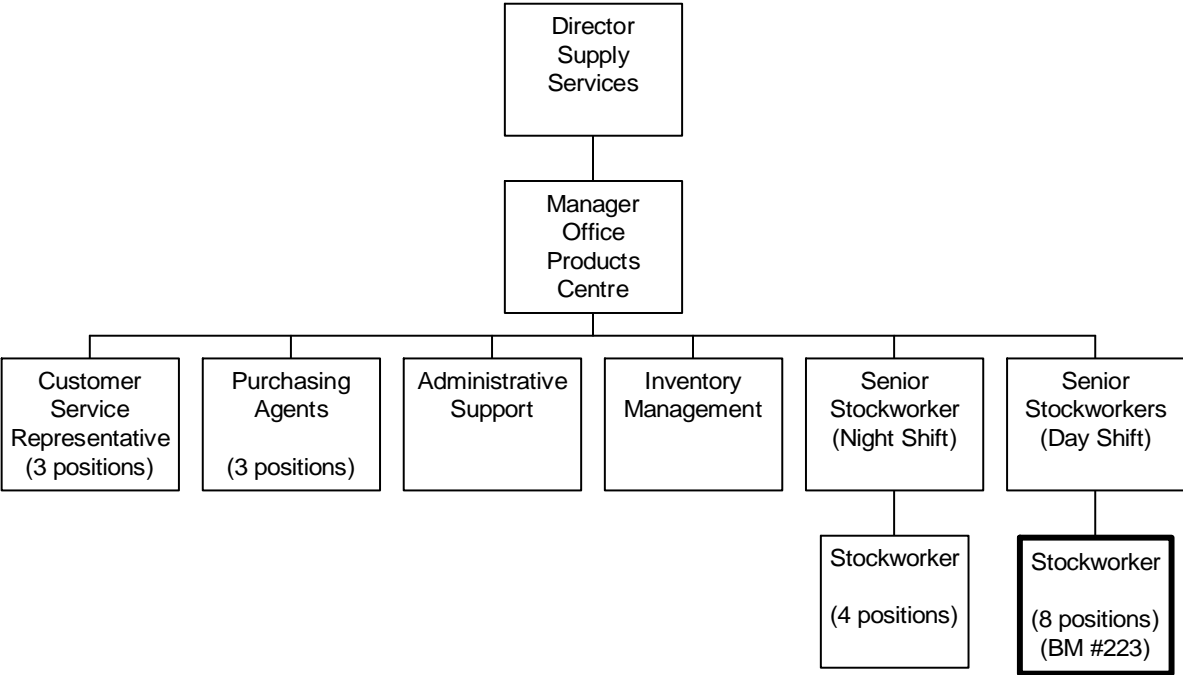 Director
Supply
Services
Manager
Office
Products
Centre
Customer
Service
Representative
(3 positions)
Purchasing
Agents
(3 positions)
Administrative
Support
Inventory
Management
Senior
Stockworker
(Night Shift)
Senior
Stockworkers
(Day Shift)
Stockworker
(4 positions)
Stockworker
(8 positions)
(BM #223)